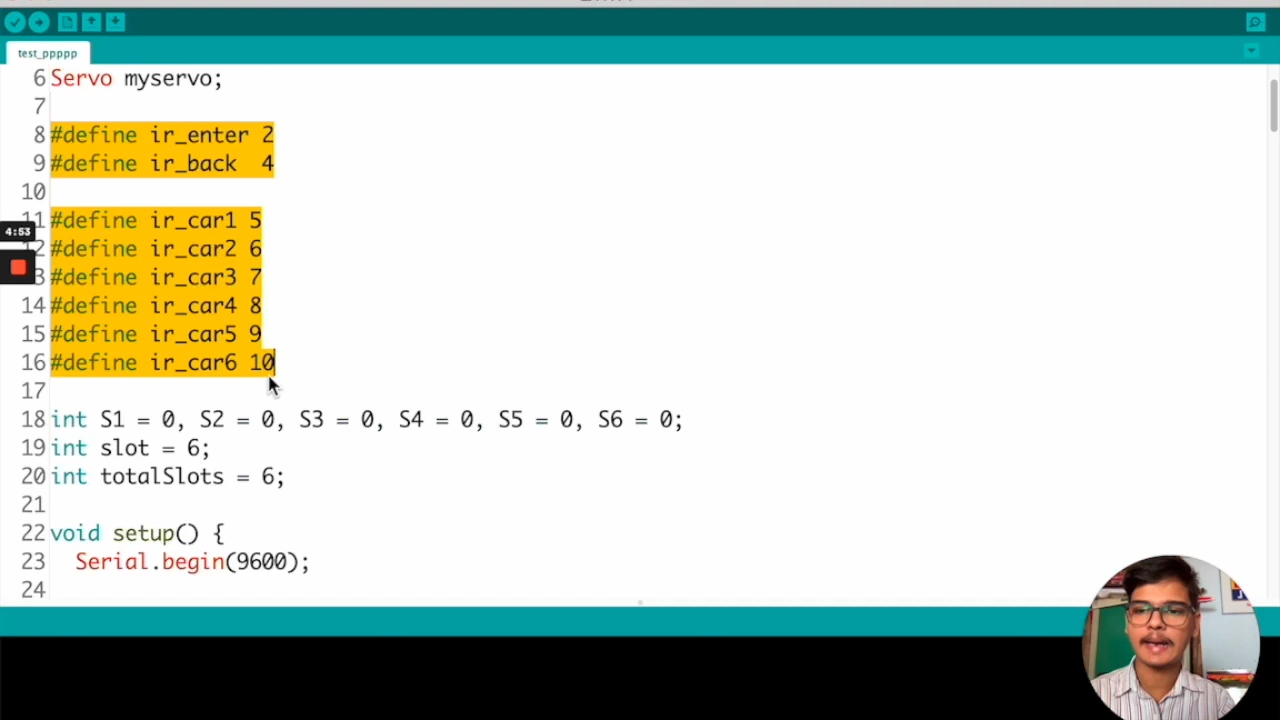 test_ppppp
6 Servo myservo;
7
8 #define ir_enter 2
9 #define ir_back  4
10
11 #define ir_car1 5
4:53
12 #define ir_car2 6
3 #define ir_car3 7
14 #define ir_car4 8
15 #define ir_car5 9
16 #define ir_car6 10
17
18 int S1 = 0, S2 = 0, S3 = 0, S4 = 0, S5 = 0, S6 = 0;
19 int slot = 6;
20 int totalSlots = 6;
21
22 void setup() {
23 Serial.begin(9600);
24